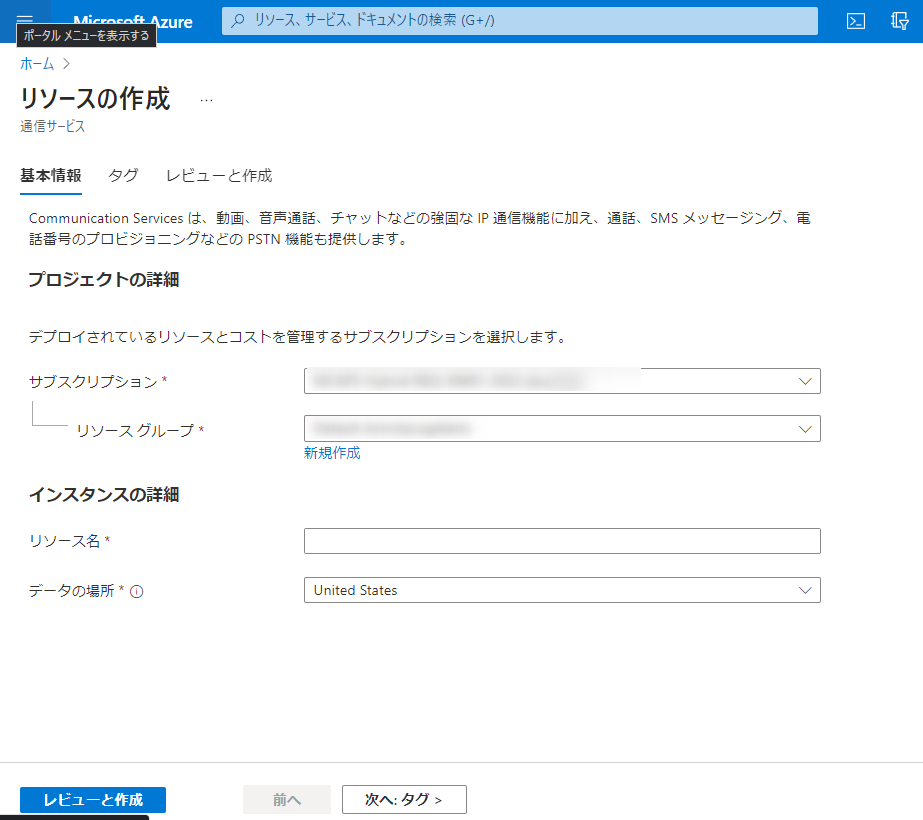 Microsoft Azure
リソース、サービス、ドキュメントの検索 (G+/)
ポータル メニューを表示する
ホーム >
リソースの作成 ...
通信サービス
基本情報 タグ レビューと作成
Communication Services は、動画、音声通話、チャットなどの強固な IP 通信機能に加え、通話、SMS メッセージング、電
話番号のプロビジョニングなどの PSTN 機能も提供します。
プロジェクトの詳細
デプロイされているリソースとコストを管理するサブスクリプションを選択します。
サブスクリプション *
リソース グループ *
新規作成
インスタンスの詳細
リソース名 *
データの場所 * United States
レビューと作成 前へ 次へ: タグ >